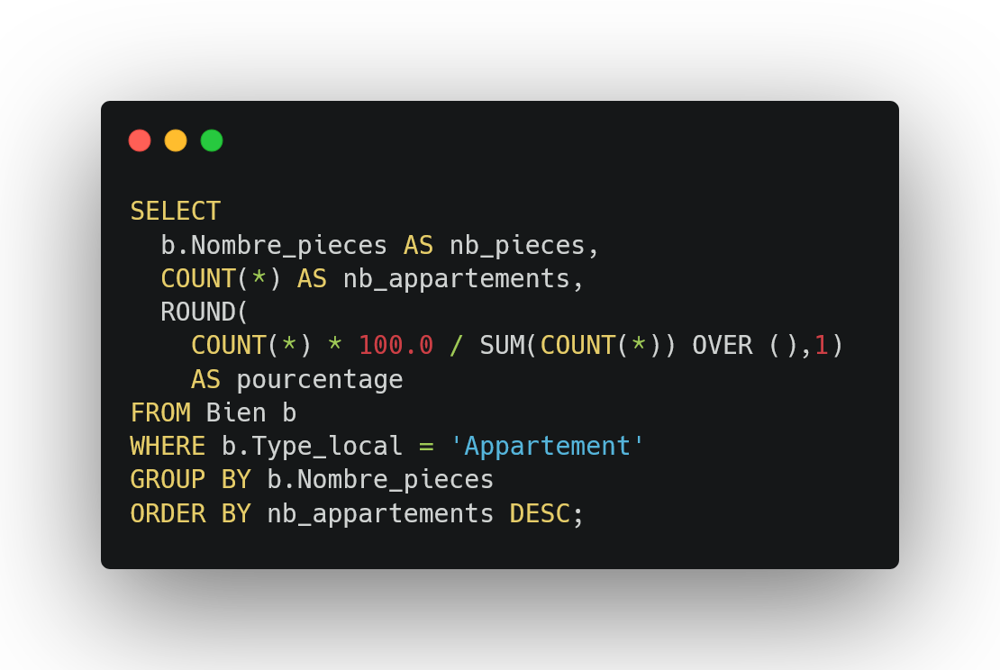 SELECT
  b.Nombre_pieces AS nb_pieces,
  COUNT(*) AS nb_appartements,
  ROUND(
    COUNT(*) * 100.0 / SUM(COUNT(*)) OVER (),1)
    AS pourcentage
FROM Bien b
WHERE b.Type_local = 'Appartement'
GROUP BY b.Nombre_pieces
ORDER BY nb_appartements DESC;